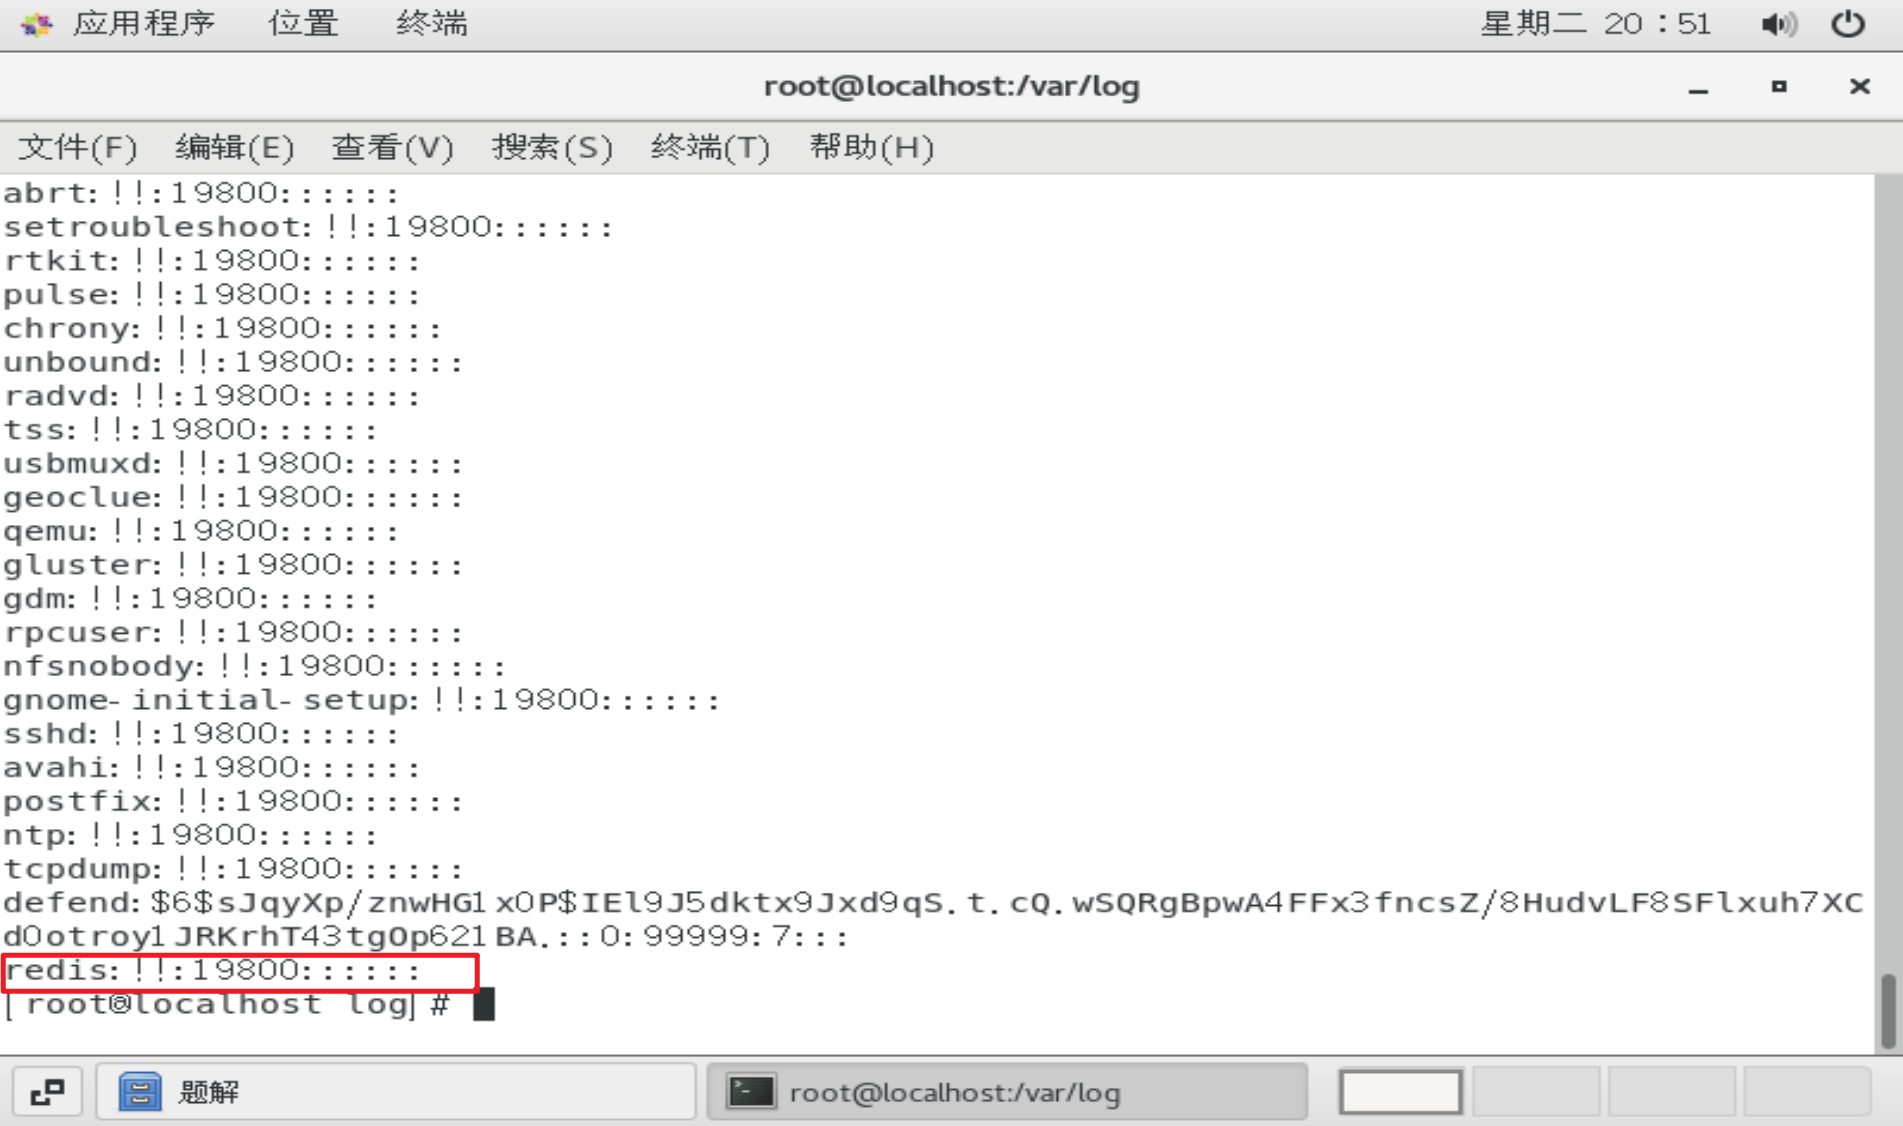 应用程序 位置 终端 星期二 20:51
root@localhost:/var/log
文件(F) 编辑(E) 查看(V) 搜索(S) 终端(T) 帮助(H)
abrt:!!:19800::::::
setroubleshoot:!!:19800::::::
rtkit:!!:19800::::::
pulse:!!:19800::::::
chrony:!!:19800::::::
unbound:!!:19800::::::
radvd:!!:19800::::::
tss:!!:19800::::::
usbmuxd:!!:19800::::::
geoclue:!!:19800::::::
qemu:!!:19800::::::
gluster:!!:19800::::::
gdm:!!:19800::::::
rpcuser:!!:19800::::::
nfsnobody:!!:19800::::::
gnome-initial-setup:!!:19800::::::
sshd:!!:19800::::::
avahi:!!:19800::::::
postfix:!!:19800::::::
ntp:!!:19800::::::
tcpdump:!!:19800::::::
defend:$6$sJqyXp/znwHG1xOP$IEl9J5dktx9Jxd9qS.t.cQ.wSQRgBpwA4FFx3fncsZ/8HudvLF8SFlxuh7XC
dOotroy1JRKrhT43tgOp621BA.::0:99999:7:::
redis:!!:19800::::::
[root@localhost log]#
题解 root@localhost:/var/log